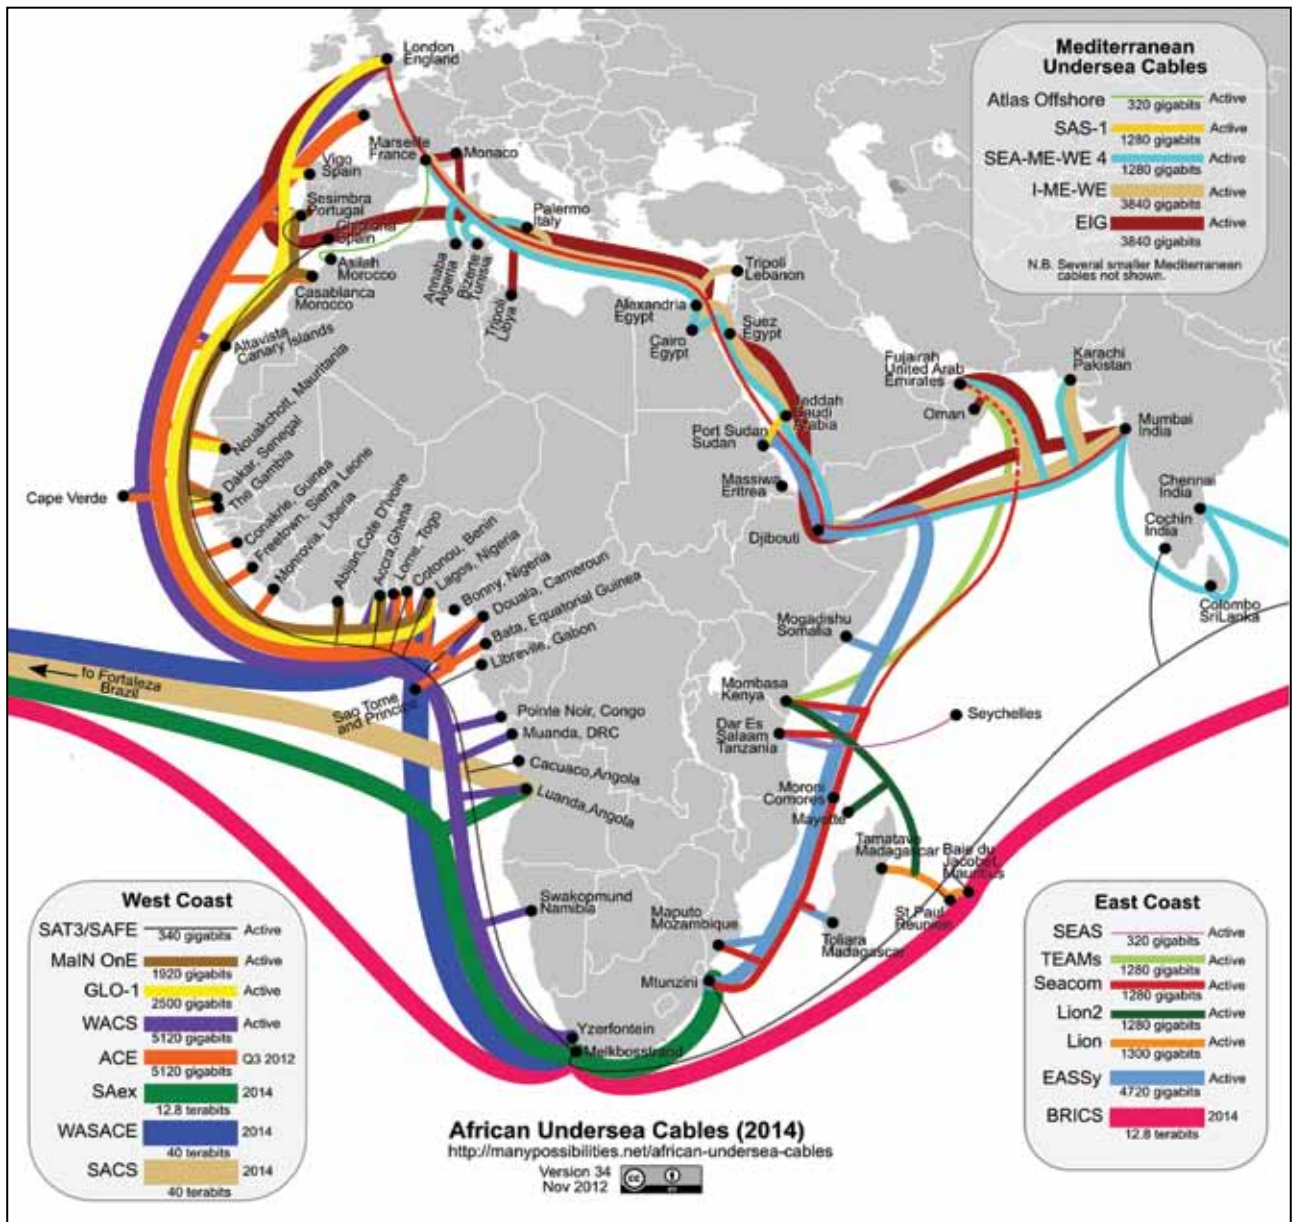 London
England
Marseille
France
Monaco
Vigo
Spain
Sesimbra
Portugal
Spain
Asilah
Morocco
Casablanca
Morocco
Altavista
Canary Islands
Annaba
Algeria
Bizerte
Tunisia
Tripoli
Libya
Palermo
Italy
Tripoli
Lebanon
Alexandria
Egypt
Cairo
Egypt
Suez
Egypt
Jeddah
Saudi
Arabia
Port Sudan
Sudan
Massiwa
Eritrea
Djibouti
Fujairah
United Arab
Emirates
Oman
Karachi
Pakistan
Mumbai
India
Chennai
India
Cochin
India
Colombo
SriLanka
Nouakchott, Mauritania
Dakar, Senegal
The Gambia
Cape Verde
Conakrie, Guinea
Freetown, Sierra Leone
Monrovia, Liberia
Abijan, Cote D'Ivoire
Accra, Ghana
Lome, Togo
Cotonou, Benin
Lagos, Nigeria
Bonny, Nigeria
Douala, Cameroun
Bata, Equatorial Guinea
Libreville, Gabon
to Fortaleza
Brazil
Sao Tome
and Principe
Pointe Noir, Congo
Muanda, DRC
Cacuaco,Angola
Luanda,Angola
Swakopmund
Namibia
Yzerfontein
Melkbosstrand
Mtunzini
Maputo
Mozambique
Toliara
Madagascar
Mogadishu
Somalia
Mombasa
Kenya
Dar Es
Salaam
Tanzania
Seychelles
Moroni
Comores
Mayotte
Tamatave
Madagascar
Baie du
Jacobet
Mauritius
St Paul
Reunion
Mediterranean
Undersea Cables
Atlas Offshore 320 gigabits Active
SAS-1 1280 gigabits Active
SEA-ME-WE 4 1280 gigabits Active
I-ME-WE 3840 gigabits Active
EIG 3840 gigabits Active
N.B. Several smaller Mediterranean
cables not shown.
West Coast
SAT3/SAFE 340 gigabits Active
MaIN OnE 1920 gigabits Active
GLO-1 2500 gigabits Active
WACS 5120 gigabits Active
ACE 5120 gigabits Q3 2012
SAex 12.8 terabits 2014
WASACE 40 terabits 2014
SACS 40 terabits 2014
East Coast
SEAS 320 gigabits Active
TEAMs 1280 gigabits Active
Seacom 1280 gigabits Active
Lion2 1280 gigabits Active
Lion 1300 gigabits Active
EASSy 4720 gigabits Active
BRICS 12.8 terabits 2014
African Undersea Cables (2014)
http://manypossibilities.net/african-undersea-cables
Version 34
Nov 2012
cc